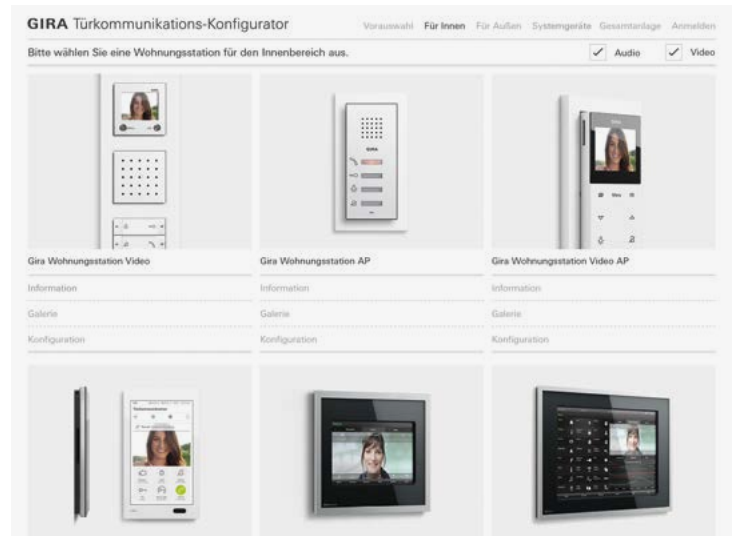 GIRA Türkommunikations-Konfigurator
Vorauswahl Für Innen Für Außen Systemgeräte Gesamtanlage Anmelden
Bitte wählen Sie eine Wohnungsstation für den Innenbereich aus.
Audio Video
GIRA
Gira Wohnungsstation Video
Gira Wohnungsstation AP
Gira Wohnungsstation Video AP
Information
Information
Information
Galerie
Galerie
Galerie
Konfiguration
Konfiguration
Konfiguration
Türkommunikation